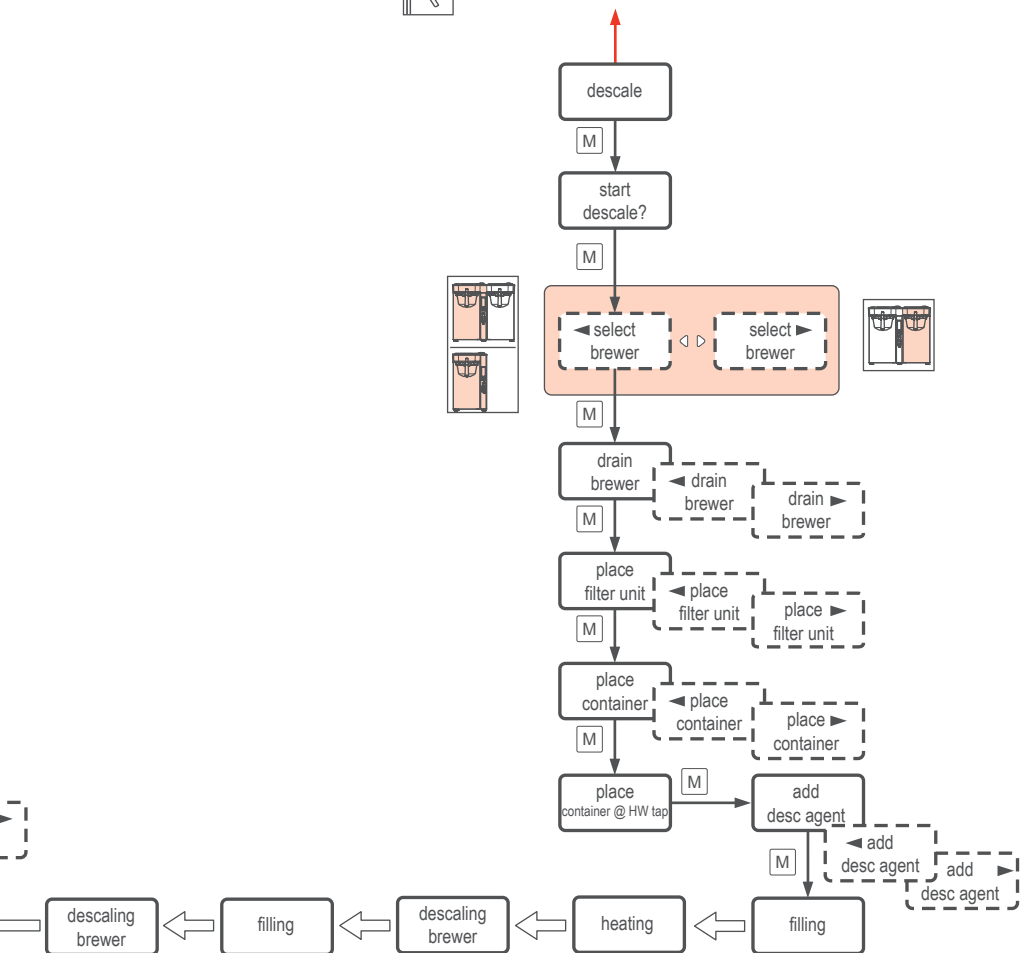 descale
M
start
descale?
M
◄ select
brewer
select ►
brewer
M
drain
brewer
◄ drain
brewer
drain ►
brewer
M
place
filter unit
◄ place
filter unit
place ►
filter unit
M
place
container
◄ place
container
place ►
container
M
place
container @ HW tap
M
add
desc agent
◄ add
desc agent
add ►
desc agent
M
descaling
brewer
filling
descaling
brewer
heating
filling